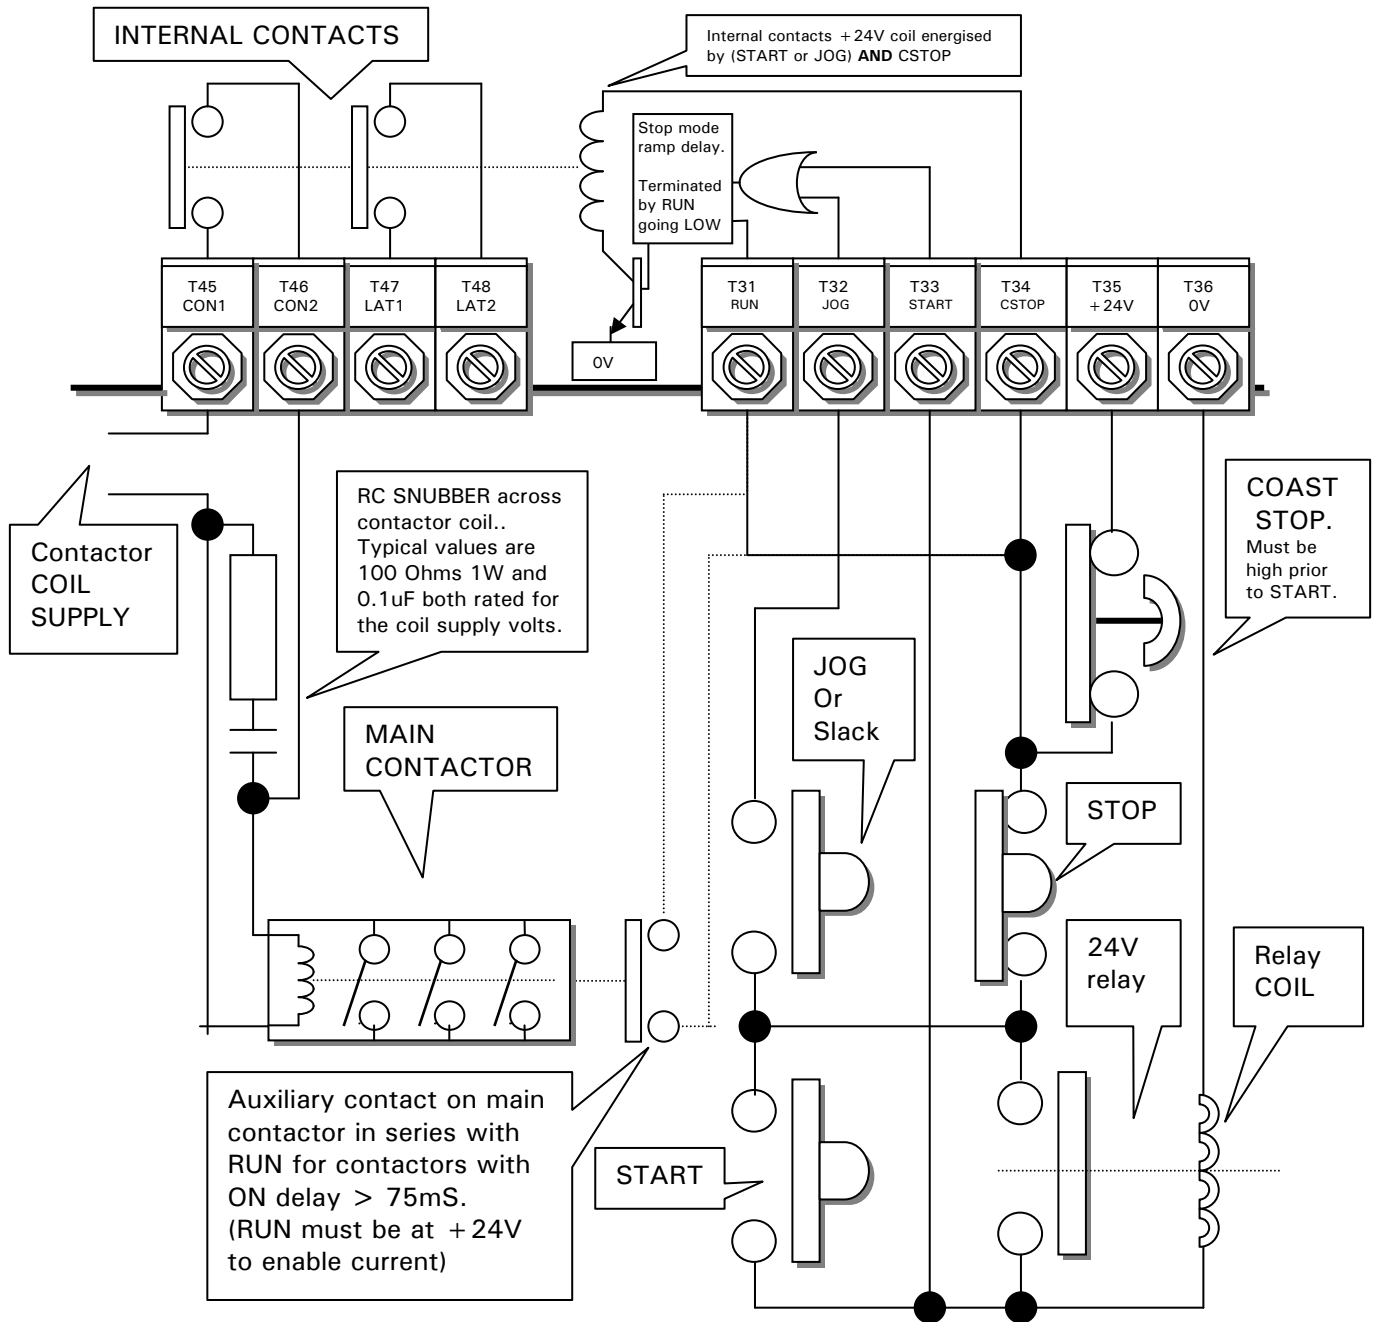 INTERNAL CONTACTS
Internal contacts +24V coil energised
by (START or JOG) AND CSTOP
Stop mode
ramp delay.
Terminated
by RUN
going LOW
T45
CON1
T46
CON2
T47
LAT1
T48
LAT2
0V
T31
RUN
T32
JOG
T33
START
T34
CSTOP
T35
+24V
T36
0V
Contactor
COIL
SUPPLY
RC SNUBBER across
contactor coil..
Typical values are
100 Ohms 1W and
0.1uF both rated for
the coil supply volts.
COAST
STOP.
Must be
high prior
to START.
MAIN
CONTACTOR
JOG
Or
Slack
STOP
24V
relay
Relay
COIL
Auxiliary contact on main
contactor in series with
RUN for contactors with
ON delay > 75mS.
(RUN must be at +24V
to enable current)
START